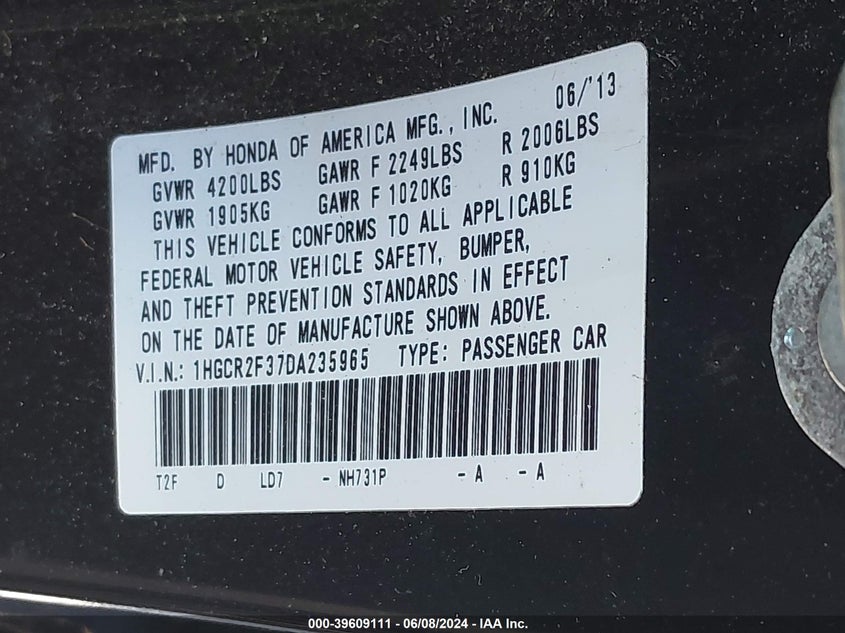 06/'13
MFD. BY HONDA OF AMERICA MFG., INC.
GVWR 4200LBS GAWR F 2249LBS R 2006LBS
GVWR 1905KG GAWR F 1020KG R 910KG
THIS VEHICLE CONFORMS TO ALL APPLICABLE
FEDERAL MOTOR VEHICLE SAFETY, BUMPER,
AND THEFT PREVENTION STANDARDS IN EFFECT
ON THE DATE OF MANUFACTURE SHOWN ABOVE.
V.I.N.: 1HGCR2F37DA235965 TYPE: PASSENGER CAR
T2F D LD7 - NH731P - A - A
000-39609111 - 06/08/2024 - IAA Inc.